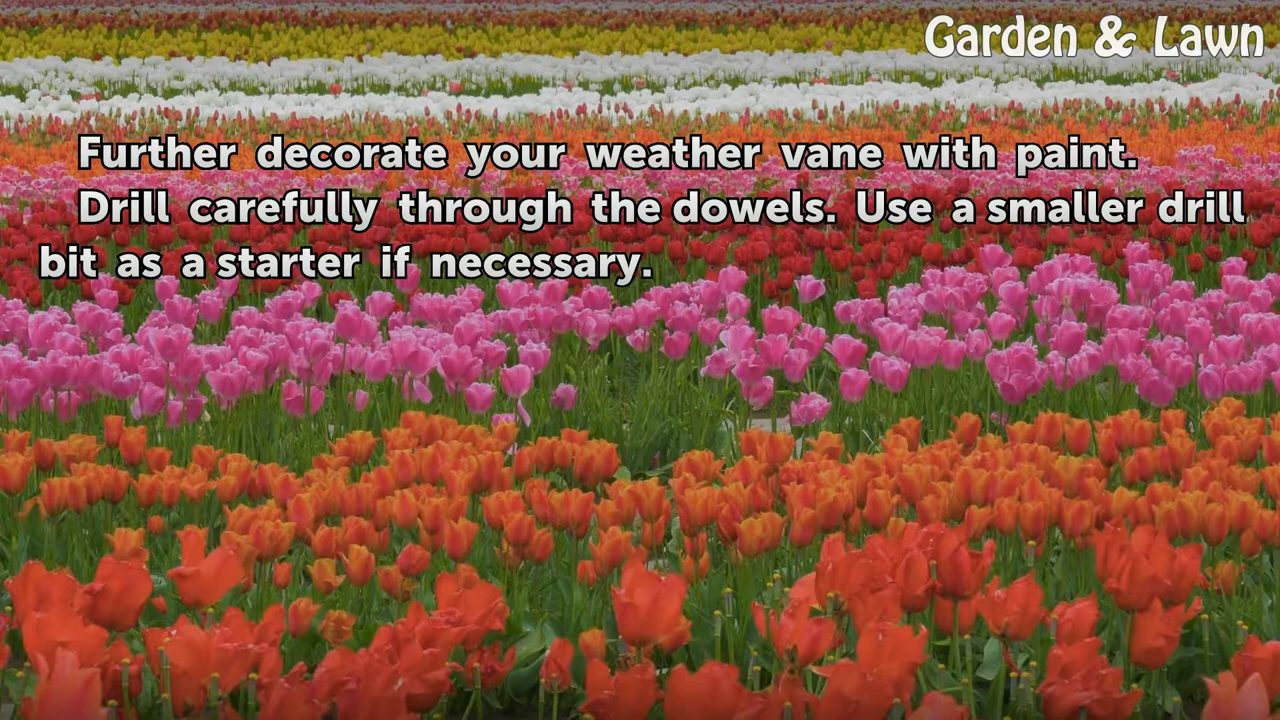 Garden & Lawn
Further decorate your weather vane with paint.
Drill carefully through the dowels. Use a smaller drill
bit as a starter if necessary.